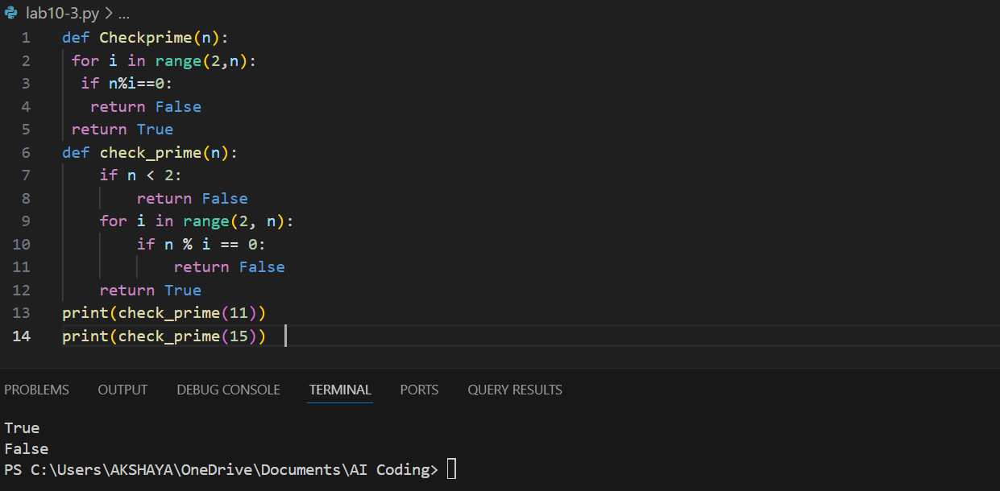 lab10-3.py > ...
1 def Checkprime(n):
2  for i in range(2,n):
3   if n%i==0:
4    return False
5  return True
6 def check_prime(n):
7     if n < 2:
8         return False
9     for i in range(2, n):
10         if n % i == 0:
11             return False
12     return True
13 print(check_prime(11))
14 print(check_prime(15))
PROBLEMS OUTPUT DEBUG CONSOLE TERMINAL PORTS QUERY RESULTS
True
False
PS C:\Users\AKSHAYA\OneDrive\Documents\AI Coding>